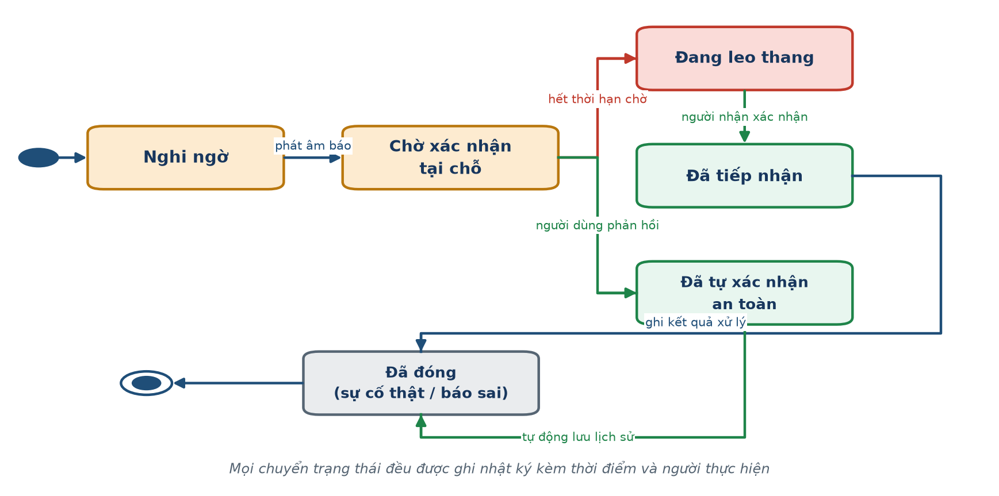 Đang leo thang
hết thời hạn chờ
người nhận xác nhận
phát âm báo
Nghi ngờ
Chờ xác nhận
tại chỗ
Đã tiếp nhận
người dùng phản hồi
Đã tự xác nhận
an toàn
ghi kết quả xử lý
Đã đóng
(sự cố thật / báo sai)
tự động lưu lịch sử
Mọi chuyển trạng thái đều được ghi nhật ký kèm thời điểm và người thực hiện